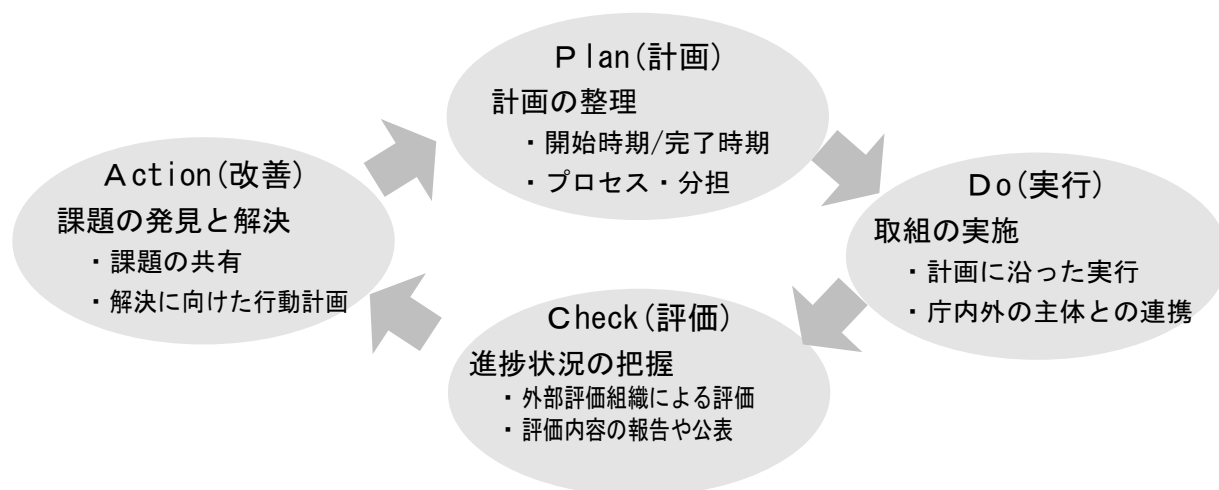 Plan(計画)
計画の整理
・開始時期/完了時期
・プロセス・分担
Do(実行)
取組の実施
・計画に沿った実行
・庁内外の主体との連携
Check(評価)
進捗状況の把握
・外部評価組織による評価
・評価内容の報告や公表
Action(改善)
課題の発見と解決
・課題の共有
・解決に向けた行動計画